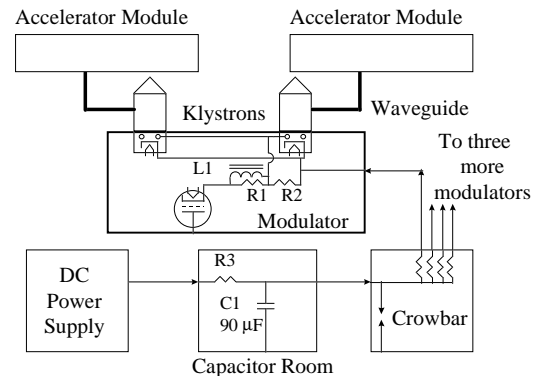 Accelerator Module
Accelerator Module
Klystrons
Waveguide
To three
more
modulators
L1
R1
R2
Modulator
DC
Power
Supply
R3
C1
90 μF
Crowbar
Capacitor Room